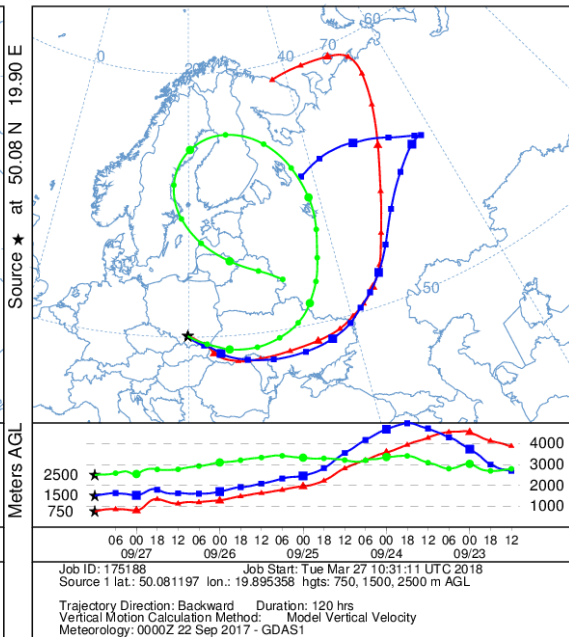 Source ★ at 50.08 N 19.90 E
0
20
40
60
70
50
Meters AGL
2500
1500
750
4000
3000
2000
1000
06 00 18 12 06 00 18 12 06 00 18 12 06 00 18 12 06 00 18 12
09/27 09/26 09/25 09/24 09/23
Job ID: 175188 Job Start: Tue Mar 27 10:31:11 UTC 2018
Source 1 lat.: 50.081197 lon.: 19.895358 hgts: 750, 1500, 2500 m AGL
Trajectory Direction: Backward Duration: 120 hrs
Vertical Motion Calculation Method: Model Vertical Velocity
Meteorology: 0000Z 22 Sep 2017 - GDAS1